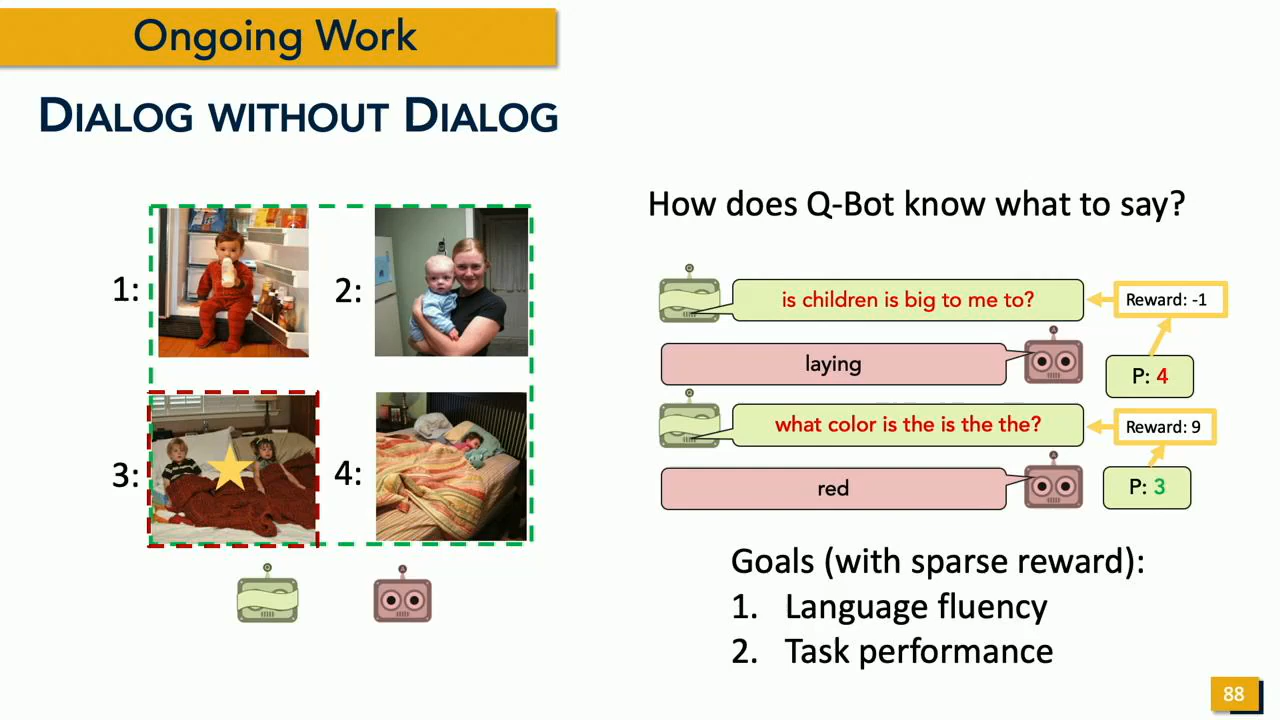 Ongoing Work
DIALOG WITHOUT DIALOG
1:
2:
3:
4:
How does Q-Bot know what to say?
is children is big to me to?
Reward: -1
laying
P: 4
what color is the is the the?
Reward: 9
red
P: 3
Goals (with sparse reward):
1. Language fluency
2. Task performance
88